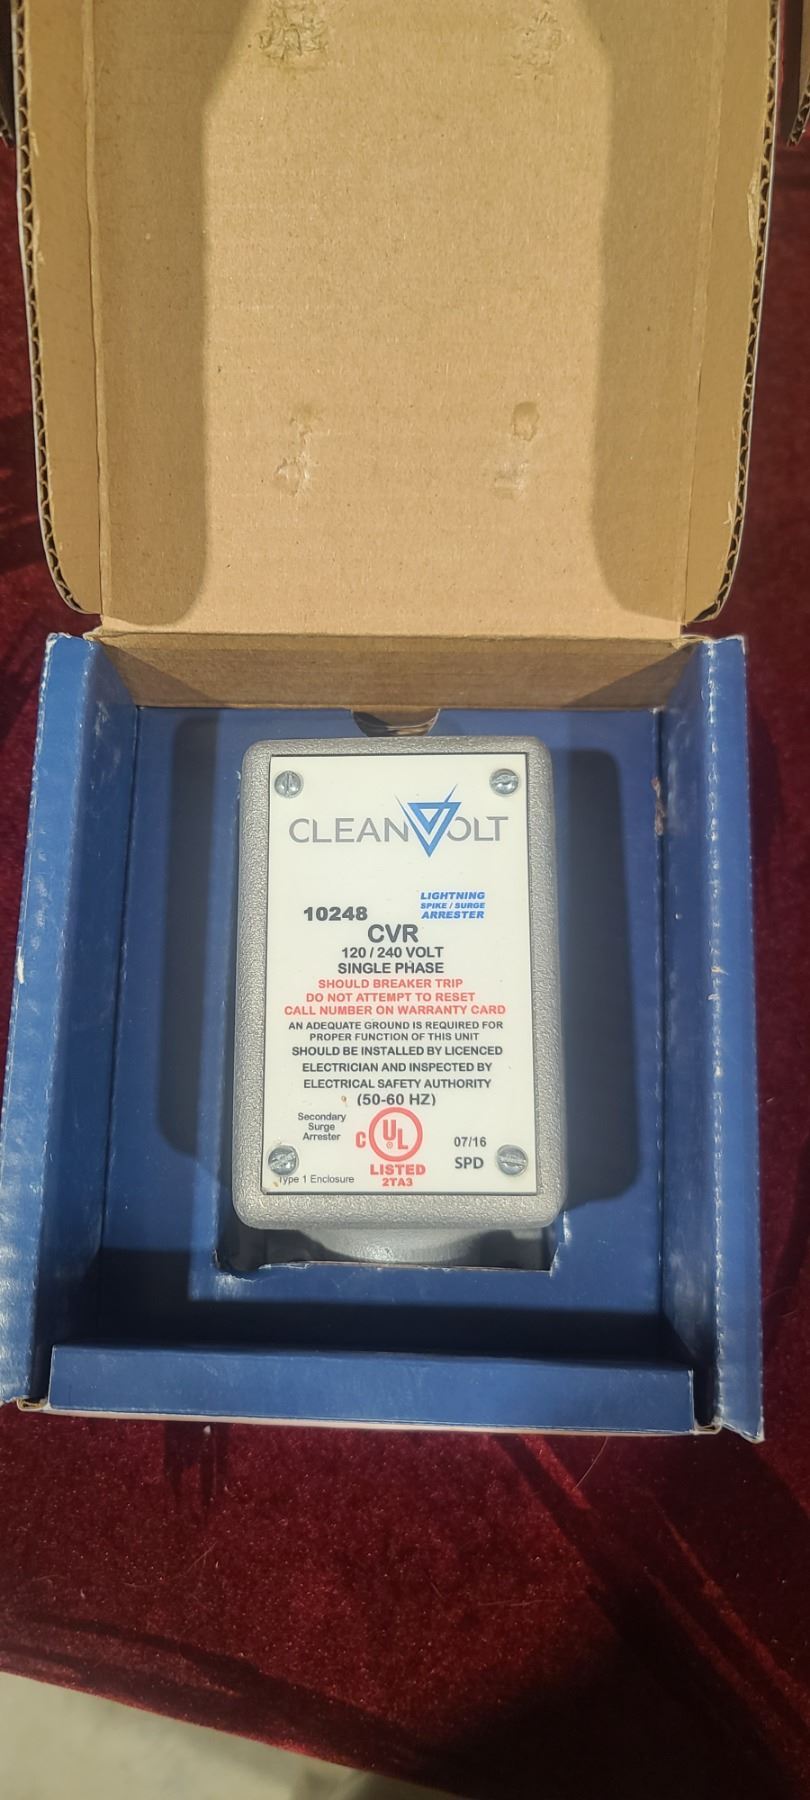 CLEANVOLT
LIGHTNING
SPIKE / SURGE
ARRESTER
10248
CVR
120 / 240 VOLT
SINGLE PHASE
SHOULD BREAKER TRIP
DO NOT ATTEMPT TO RESET
CALL NUMBER ON WARRANTY CARD
AN ADEQUATE GROUND IS REQUIRED FOR
PROPER FUNCTION OF THIS UNIT
SHOULD BE INSTALLED BY LICENCED
ELECTRICIAN AND INSPECTED BY
ELECTRICAL SAFETY AUTHORITY
(50-60 HZ)
Secondary
Surge
Arrester
C UL ®
LISTED
2TA3
07/16
SPD
Type 1 Enclosure